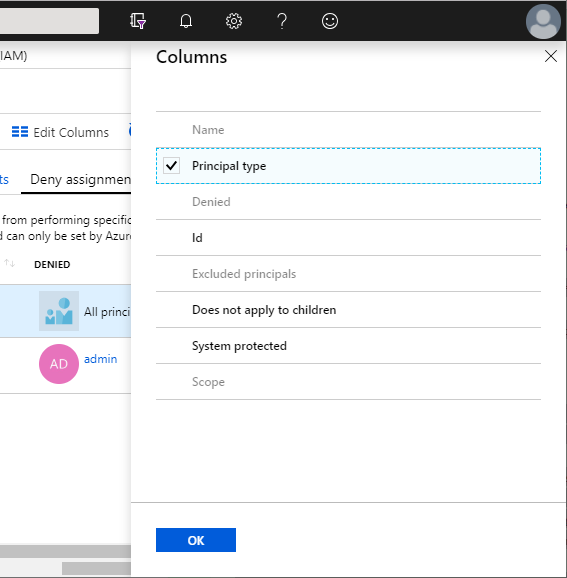 IAM)
Columns
Edit Columns
ts
Deny assignmen
from performing specific
d can only be set by Azur
DENIED
All princi
AD
admin
Name
Principal type
Denied
Id
Excluded principals
Does not apply to children
System protected
Scope
OK